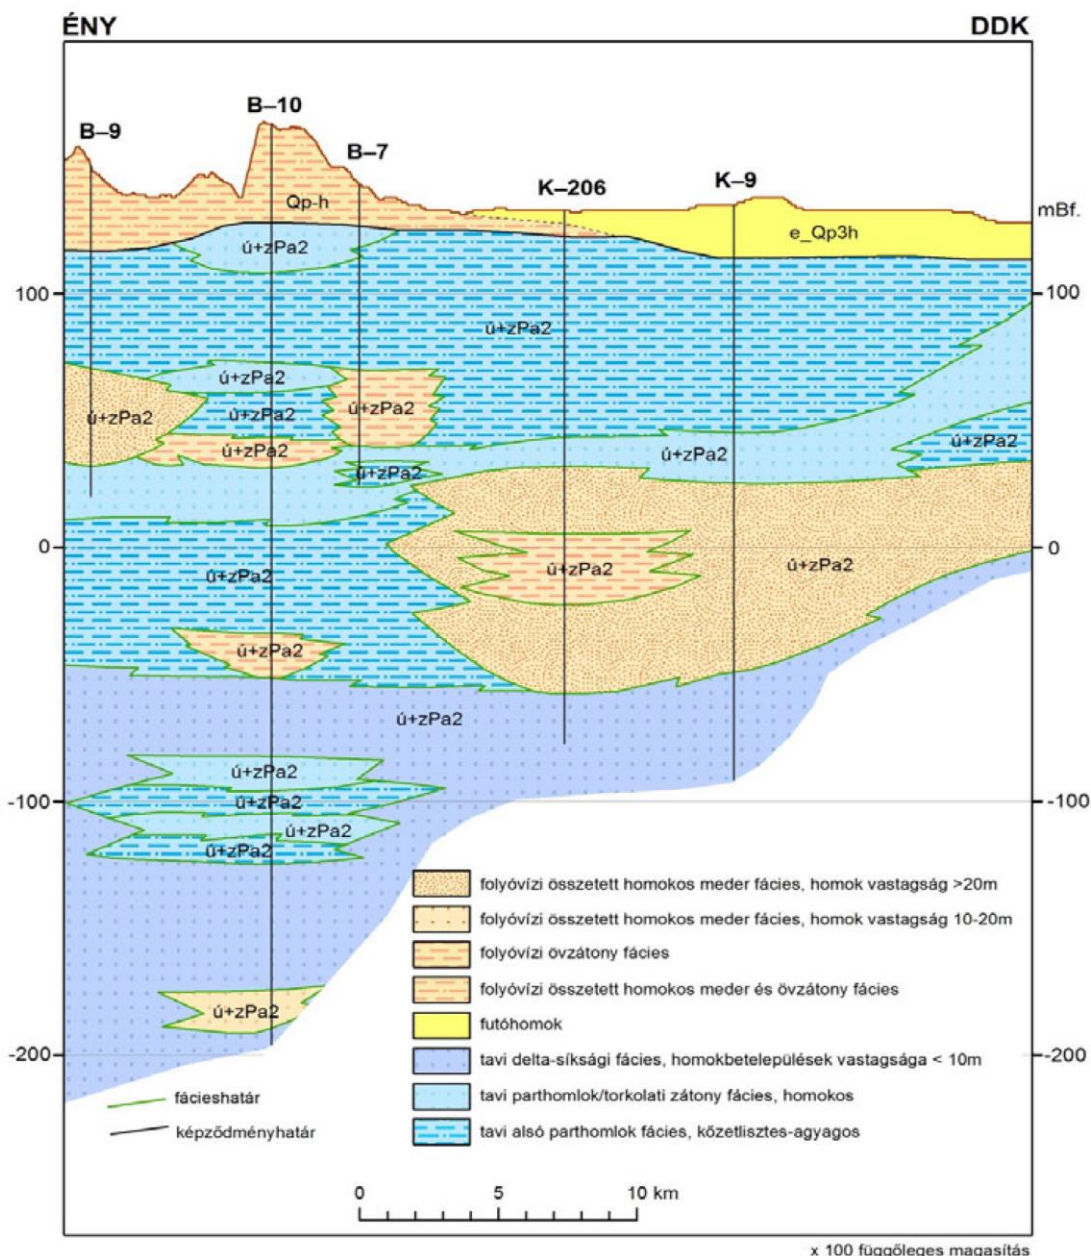 ÉNY DDK
B–10
B–9
B–7
K–206
K–9
mBf.
Qp-h
e_Qp3h
ú+zPa2
100 100
ú+zPa2
ú+zPa2
ú+zPa2
ú+zPa2
ú+zPa2
ú+zPa2
ú+zPa2
ú+zPa2
ú+zPa2
ú+zPa2
0 0
ú+zPa2
ú+zPa2
ú+zPa2
ú+zPa2
ú+zPa2
ú+zPa2
-100 -100
ú+zPa2
ú+zPa2
ú+zPa2
ú+zPa2
-200 -200
folyóvízi összetett homokos meder fácies, homok vastagság >20m
folyóvízi összetett homokos meder fácies, homok vastagság 10-20m
folyóvízi övzátony fácies
folyóvízi összetett homokos meder és övzátony fácies
futóhomok
tavi delta-síksági fácies, homokbetelepülések vastagsága < 10m
tavi parthomlok/torkolati zátony fácies, homokos
tavi alsó parthomlok fácies, kőzetlisztes-agyagos
fácieshatár
képződményhatár
0 5 10 km
x 100 függőleges magasítás